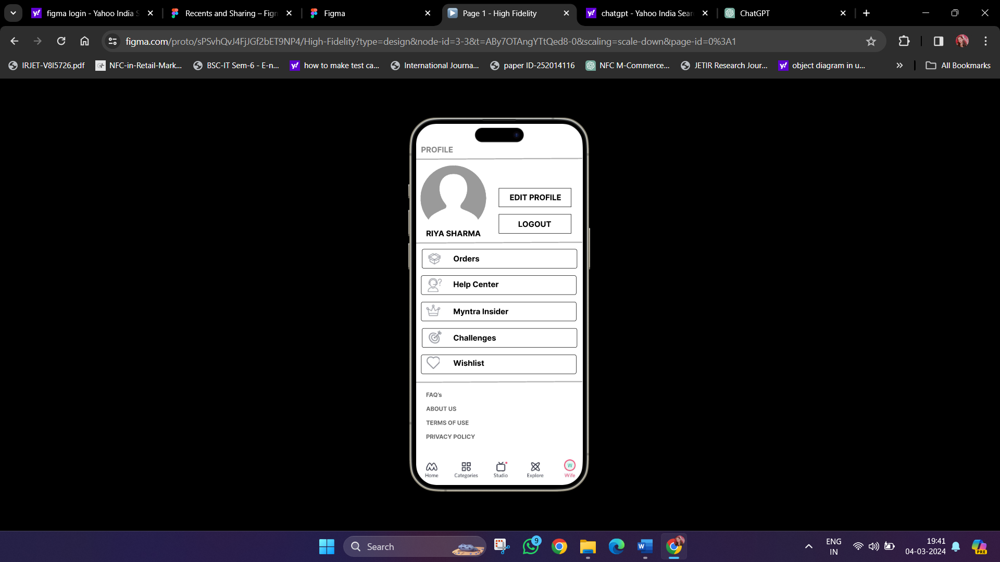 figma login - Yahoo India S
Recents and Sharing – Fign
Figma
Page 1 - High Fidelity
chatgpt - Yahoo India Sear
ChatGPT
figma.com/proto/sPSvhQvJ4FjJGf2bET9NP4/High-Fidelity?type=design&node-id=3-3&t=ABy7OTAngYTtQed8-0&scaling=scale-down&page-id=0%3A1
IRJET-V8I5726.pdf
NFC-in-Retail-Mark...
BSC-IT Sem-6 - E-n...
how to make test ca...
International Journa...
paper ID-252014116
NFC M-Commerce...
JETIR Research Jour...
object diagram in u...
All Bookmarks
PROFILE
EDIT PROFILE
LOGOUT
RIYA SHARMA
Orders
Help Center
Myntra Insider
Challenges
Wishlist
FAQ's
ABOUT US
TERMS OF USE
PRIVACY POLICY
Home
Categories
Studio
Explore
W
Wife
Search
9
ENG
IN
19:41
04-03-2024
PRE